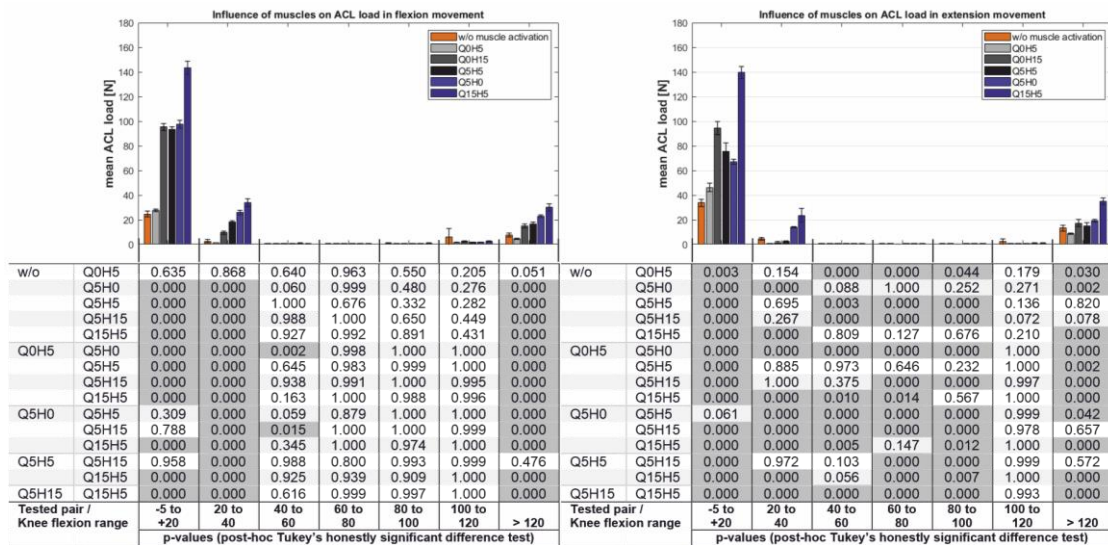 Influence of muscles on ACL load in flexion movement
mean ACL load [N]
180
160
140
120
100
80
60
40
20
0
w/o muscle activation
Q0H5
Q0H15
Q5H5
Q5H0
Q15H5
w/o Q0H5 0.635 0.868 0.640 0.963 0.550 0.205 0.051
Q5H0 0.000 0.000 0.060 0.999 0.480 0.276 0.000
Q5H5 0.000 0.000 1.000 0.676 0.332 0.282 0.000
Q5H15 0.000 0.000 0.988 1.000 0.650 0.449 0.000
Q15H5 0.000 0.000 0.927 0.992 0.891 0.431 0.000
Q0H5 Q5H0 0.000 0.000 0.002 0.998 1.000 1.000 0.000
Q5H5 0.000 0.000 0.645 0.983 0.999 1.000 0.000
Q5H15 0.000 0.000 0.938 0.991 1.000 0.995 0.000
Q15H5 0.000 0.000 0.163 1.000 0.988 0.996 0.000
Q5H0 Q5H5 0.309 0.000 0.059 0.879 1.000 1.000 0.000
Q5H15 0.788 0.000 0.015 1.000 1.000 0.999 0.000
Q15H5 0.000 0.000 0.345 1.000 0.974 1.000 0.000
Q5H5 Q5H15 0.958 0.000 0.988 0.800 0.993 0.999 0.476
Q15H5 0.000 0.000 0.925 0.939 0.909 1.000 0.000
Q5H15 Q15H5 0.000 0.000 0.616 0.999 0.997 1.000 0.000
Tested pair / -5 to 20 to 40 to 60 to 80 to 100 to
Knee flexion range +20 40 60 80 100 120 > 120
p-values (post-hoc Tukey's honestly significant difference test)
Influence of muscles on ACL load in extension movement
mean ACL load [N]
180
160
140
120
100
80
60
40
20
0
w/o muscle activation
Q0H5
Q0H15
Q5H5
Q5H0
Q15H5
w/o Q0H5 0.003 0.154 0.000 0.000 0.044 0.179 0.030
Q5H0 0.000 0.000 0.088 1.000 0.252 0.271 0.002
Q5H5 0.000 0.695 0.003 0.000 0.000 0.136 0.820
Q5H15 0.000 0.267 0.000 0.000 0.000 0.072 0.078
Q15H5 0.000 0.000 0.809 0.127 0.676 0.210 0.000
Q0H5 Q5H0 0.000 0.000 0.000 0.000 0.000 1.000 0.000
Q5H5 0.000 0.885 0.973 0.646 0.232 1.000 0.002
Q5H15 0.000 1.000 0.375 0.000 0.000 0.997 0.000
Q15H5 0.000 0.000 0.010 0.014 0.567 1.000 0.000
Q5H0 Q5H5 0.061 0.000 0.000 0.000 0.000 0.999 0.042
Q5H15 0.000 0.000 0.000 0.000 0.000 0.978 0.657
Q15H5 0.000 0.000 0.005 0.147 0.012 1.000 0.000
Q5H5 Q5H15 0.000 0.972 0.103 0.000 0.000 0.999 0.572
Q15H5 0.000 0.000 0.056 0.000 0.007 1.000 0.000
Q5H15 Q15H5 0.000 0.000 0.000 0.000 0.000 0.993 0.000
Tested pair / -5 to 20 to 40 to 60 to 80 to 100 to
Knee flexion range +20 40 60 80 100 120 > 120
p-values (post-hoc Tukey's honestly significant difference test)